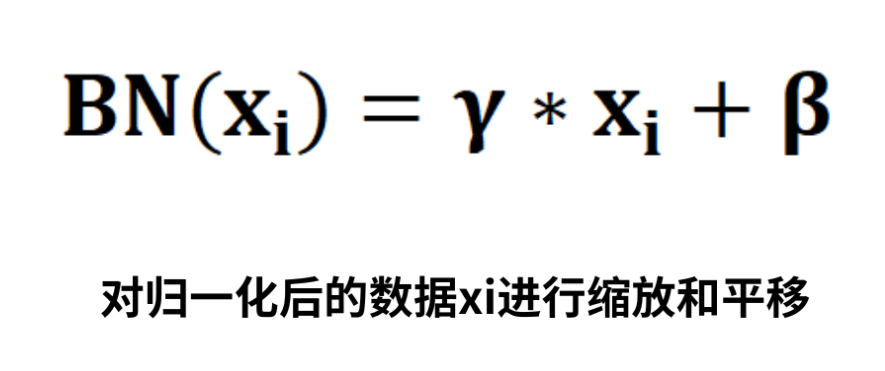 BN(xᵢ) = γ * xᵢ + β
对归一化后的数据xi进行缩放和平移